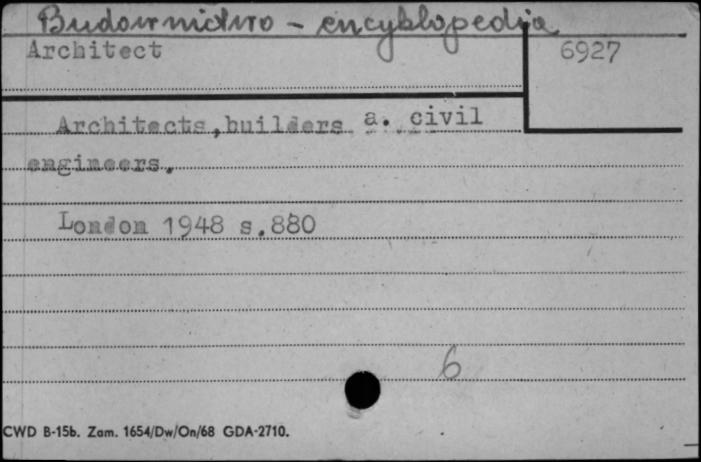 Budownictwo - encyklopedja
Architect 6927
Architects,builders a. civil
engineers.
London 1948 s.880
6
CWD B-15b. Zam. 1654/Dw/On/68 GDA-2710.